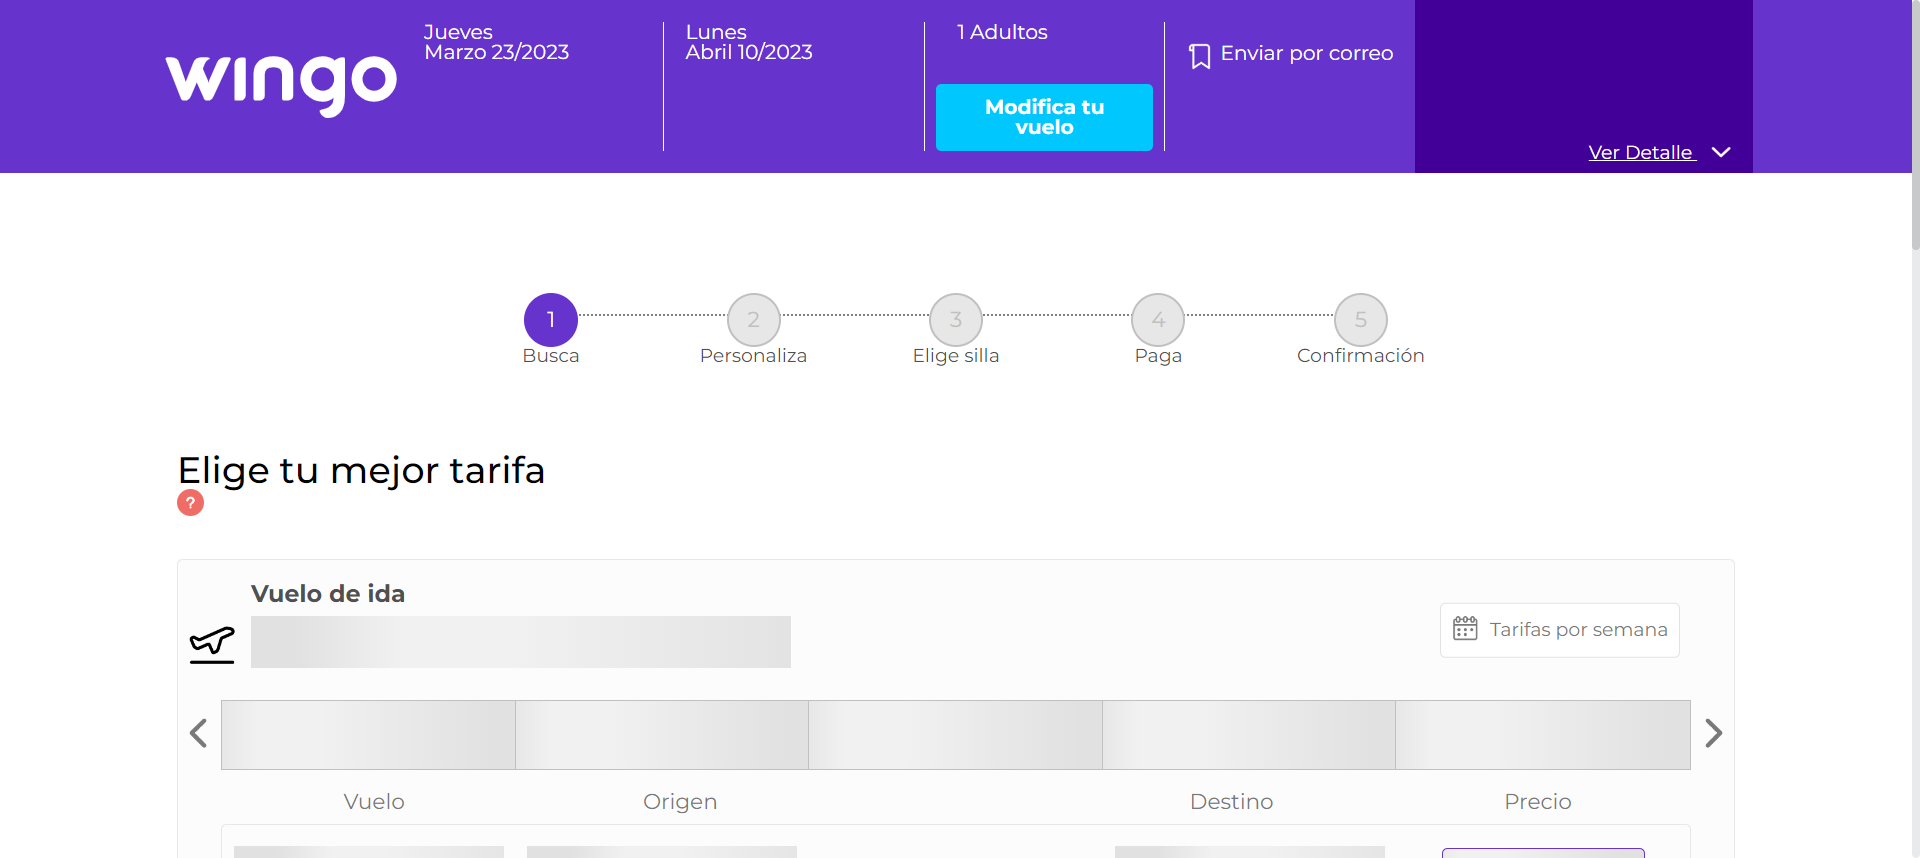 wingo
Jueves
Marzo 23/2023
Lunes
Abril 10/2023
1 Adultos
Modifica tu
vuelo
Enviar por correo
Ver Detalle
1
Busca
2
Personaliza
3
Elige silla
4
Paga
5
Confirmación
Elige tu mejor tarifa
?
Vuelo de ida
Tarifas por semana
Vuelo
Origen
Destino
Precio